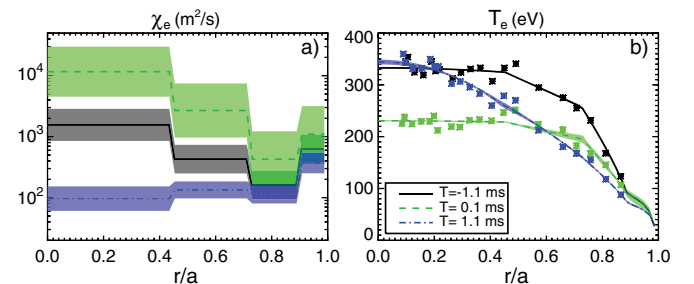 χe (m²/s)
a)
10⁴
10³
10²
0.0 0.2 0.4 0.6 0.8 1.0
r/a
Te (eV)
b)
400
300
200
100
0
T=-1.1 ms
T= 0.1 ms
T= 1.1 ms
0.0 0.2 0.4 0.6 0.8 1.0
r/a